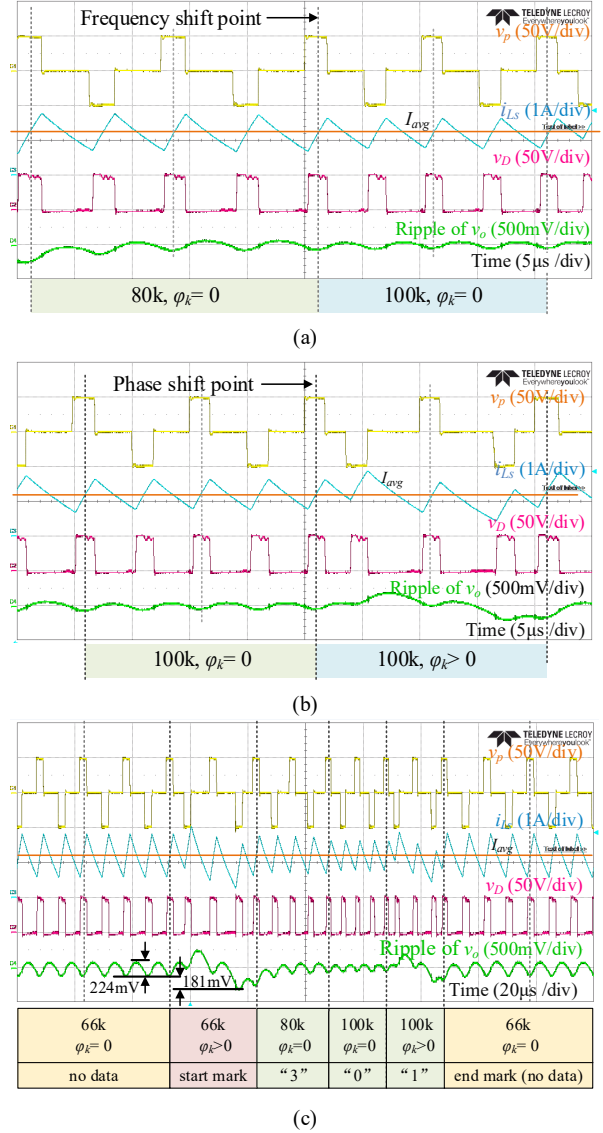 Frequency shift point
TELEDYNE LECROY
Everywhereyoulook™
vp (50V/div)
Iavg
iLs (1A/div)
vD (50V/div)
Ripple of vo (500mV/div)
Time (5μs /div)
80k, φk= 0
100k, φk= 0
(a)
Phase shift point
TELEDYNE LECROY
Everywhereyoulook™
vp (50V/div)
iLs (1A/div)
Iavg
vD (50V/div)
Ripple of vo (500mV/div)
Time (5μs /div)
100k, φk= 0
100k, φk> 0
(b)
TELEDYNE LECROY
Everywhereyoulook™
vp (50V/div)
iLs (1A/div)
Iavg
vD (50V/div)
Ripple of vo (500mV/div)
224mV
181mV
Time (20μs /div)
66k 66k 80k 100k 100k 66k
φk= 0 φk>0 φk=0 φk=0 φk>0 φk= 0
no data start mark “3” “0” “1” end mark (no data)
(c)